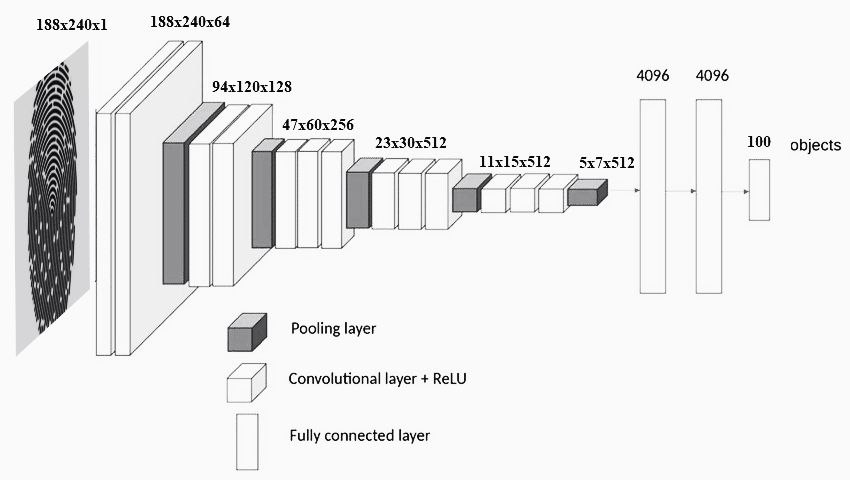 188x240x1
188x240x64
94x120x128
47x60x256
23x30x512
11x15x512
5x7x512
4096
4096
100
objects
Pooling layer
Convolutional layer + ReLU
Fully connected layer